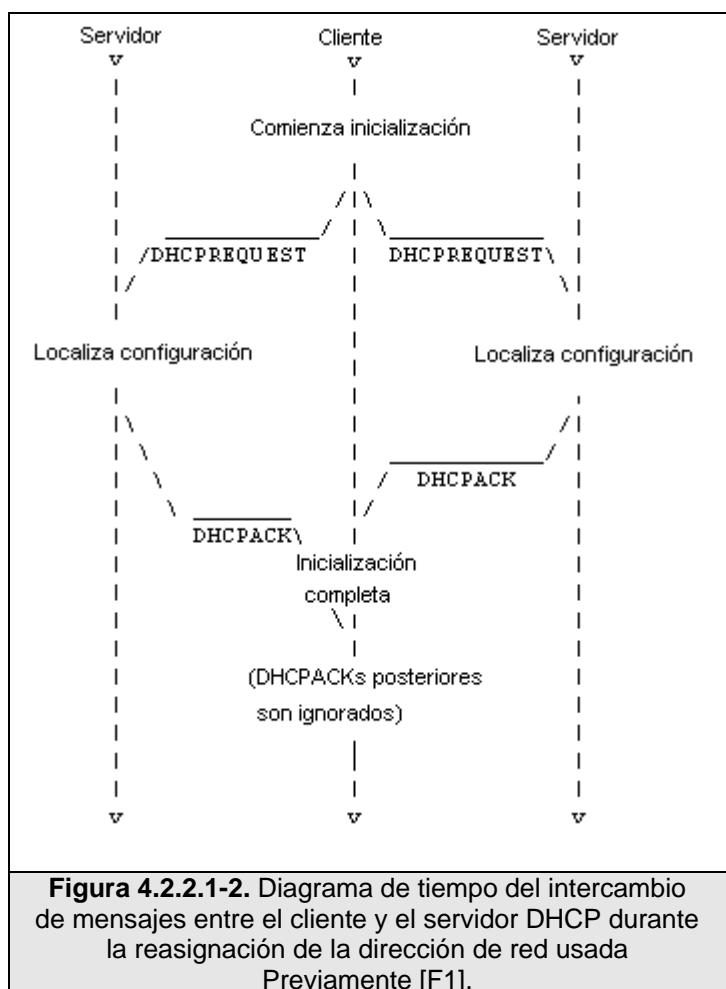 Servidor Cliente Servidor
Comienza inicialización
DHCPREQUEST DHCPREQUEST
Localiza configuración Localiza configuración
DHCPACK
DHCPACK
Inicialización
completa
(DHCPACKs posteriores
son ignorados)
Figura 4.2.2.1-2. Diagrama de tiempo del intercambio
de mensajes entre el cliente y el servidor DHCP durante
la reasignación de la dirección de red usada
Previamente [F1].